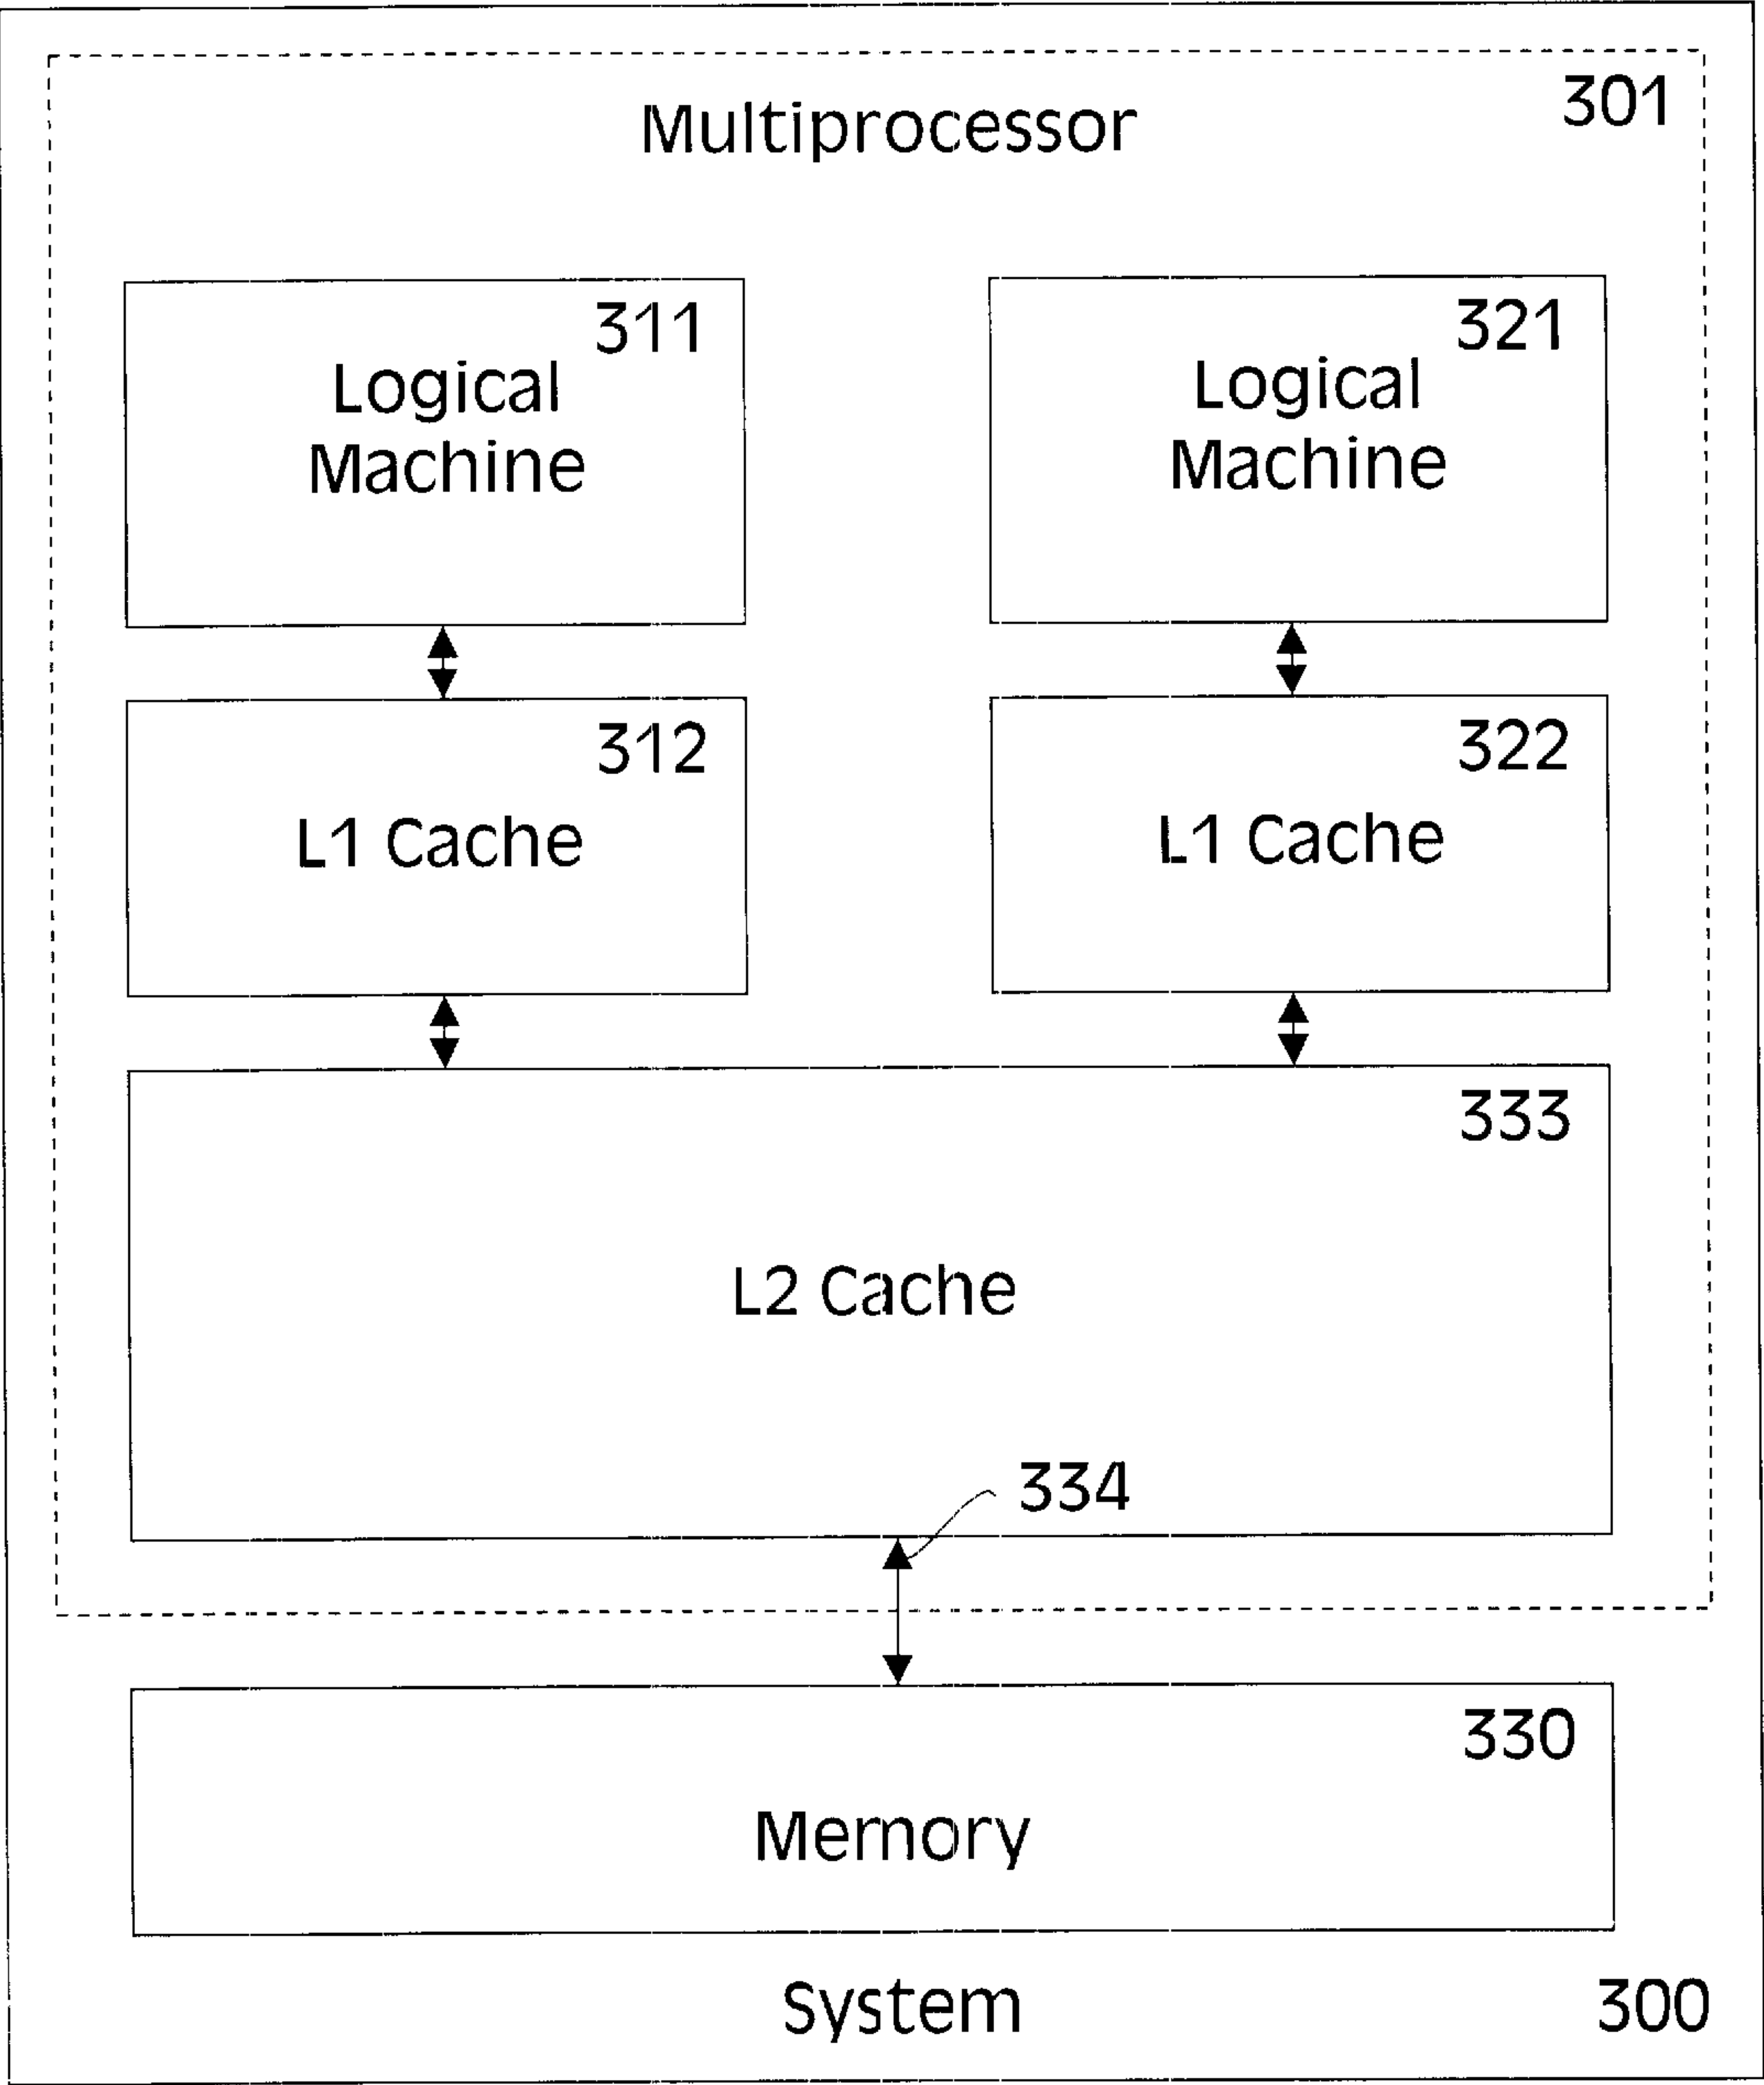 301
Multiprocessor
311
Logical
Machine
321
Logical
Machine
312
L1 Cache
322
L1 Cache
333
L2 Cache
334
330
Memory
System
300